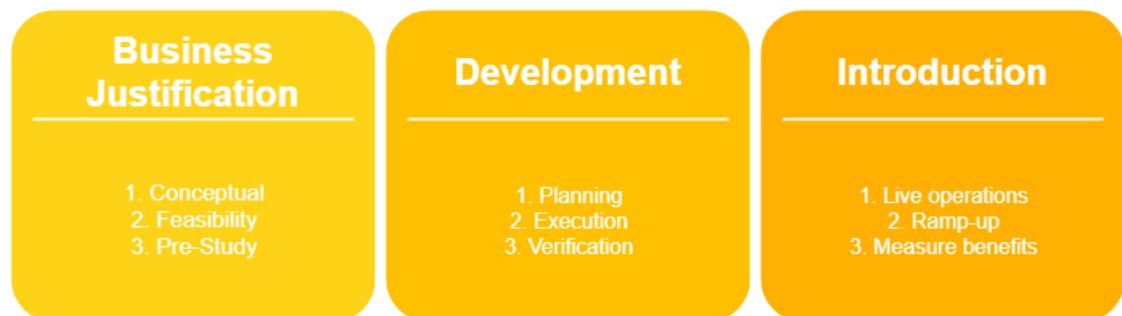 Business
Justification
1. Conceptual
2. Feasibility
3. Pre-Study
Development
1. Planning
2. Execution
3. Verification
Introduction
1. Live operations
2. Ramp-up
3. Measure benefits